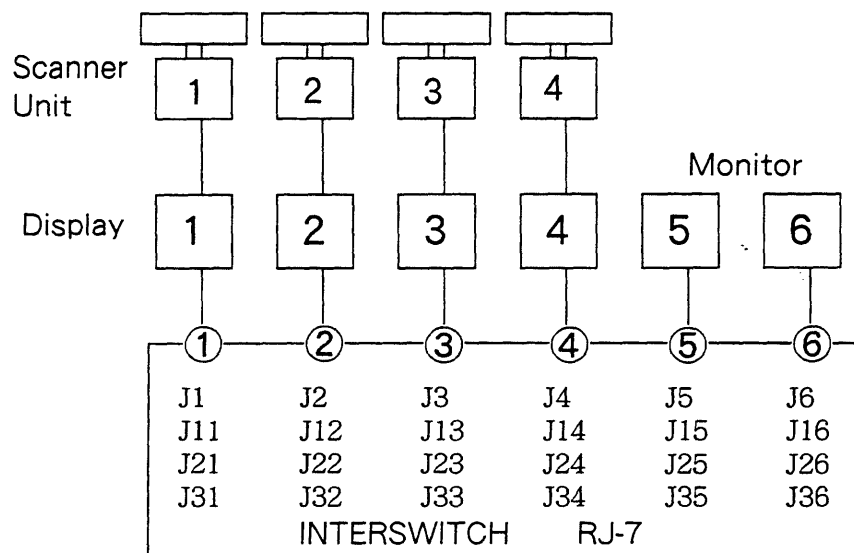 Scanner
Unit
1 2 3 4
Monitor
Display
1 2 3 4 5 6
1 2 3 4 5 6
J1 J2 J3 J4 J5 J6
J11 J12 J13 J14 J15 J16
J21 J22 J23 J24 J25 J26
J31 J32 J33 J34 J35 J36
INTERSWITCH RJ-7